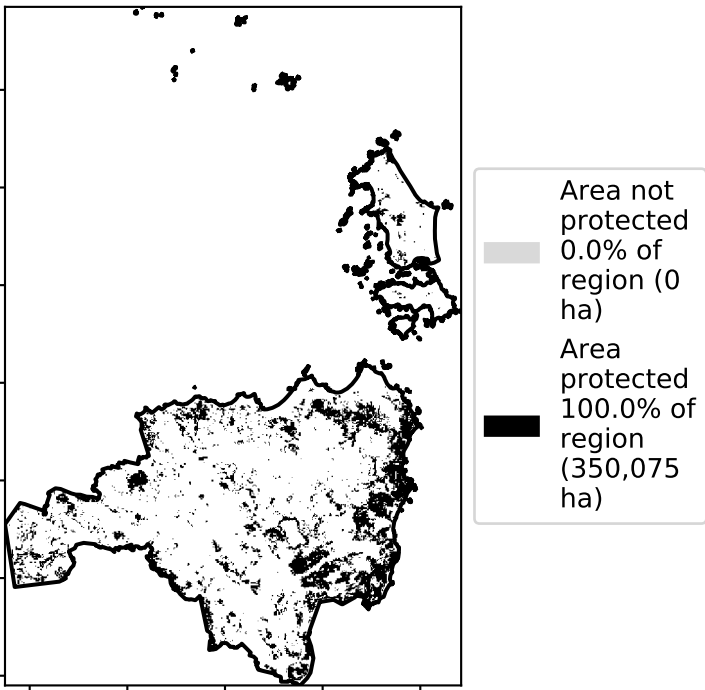 Area not
protected
0.0% of
region (0
ha)
Area
protected
100.0% of
region
(350,075
ha)